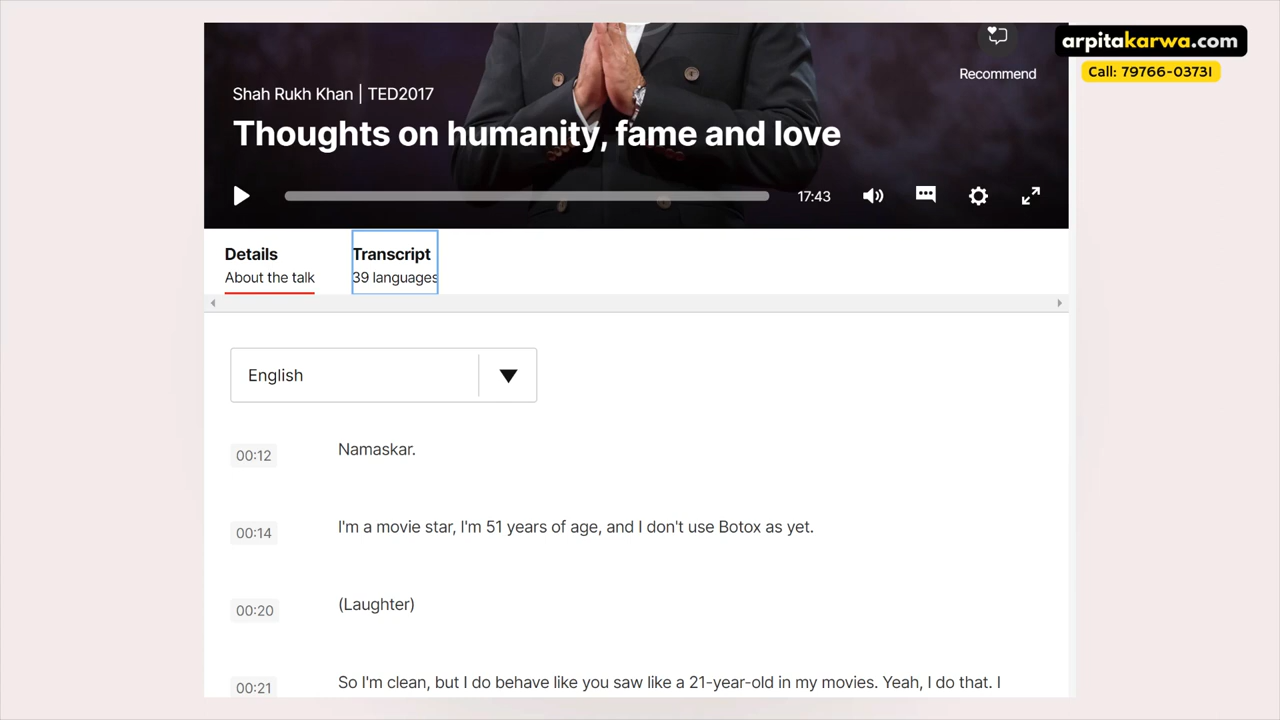 arpitakarwa.com
Call: 79766-03731
Recommend
Shah Rukh Khan | TED2017
Thoughts on humanity, fame and love
17:43
Details
About the talk
Transcript
39 languages
English
00:12 Namaskar.
00:14 I'm a movie star, I'm 51 years of age, and I don't use Botox as yet.
00:20 (Laughter)
00:21 So I'm clean, but I do behave like you saw like a 21-year-old in my movies. Yeah, I do that. I